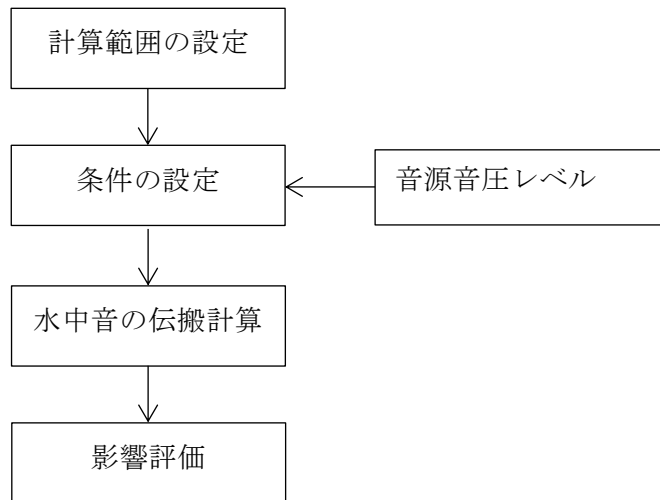 計算範囲の設定
条件の設定
音源音圧レベル
水中音の伝搬計算
影響評価